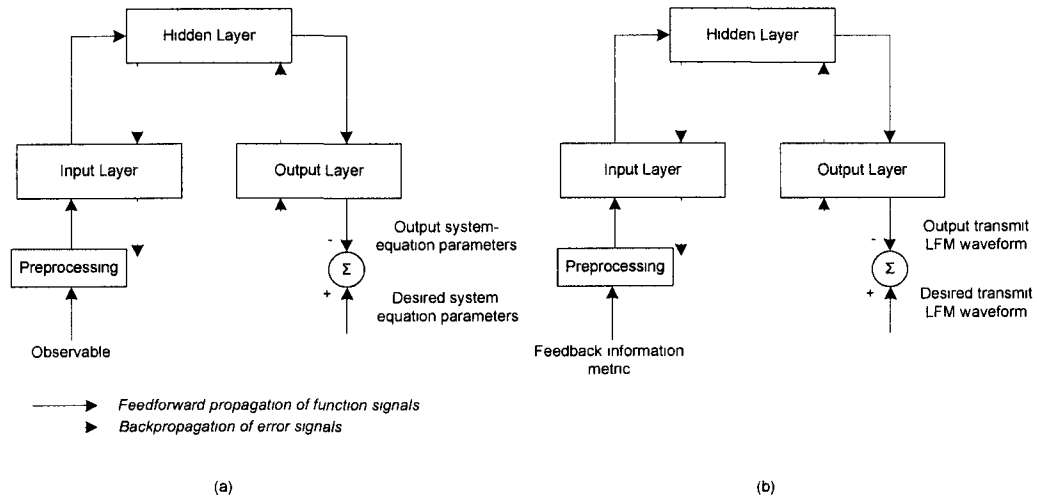 Hidden Layer
Input Layer
Output Layer
Output system-
equation parameters
Preprocessing
-
Σ
+
Desired system
equation parameters
Observable
Hidden Layer
Input Layer
Output Layer
Output transmit
LFM waveform
Preprocessing
-
Σ
+
Desired transmit
LFM waveform
Feedback information
metric
Feedforward propagation of function signals
Backpropagation of error signals
(a)
(b)